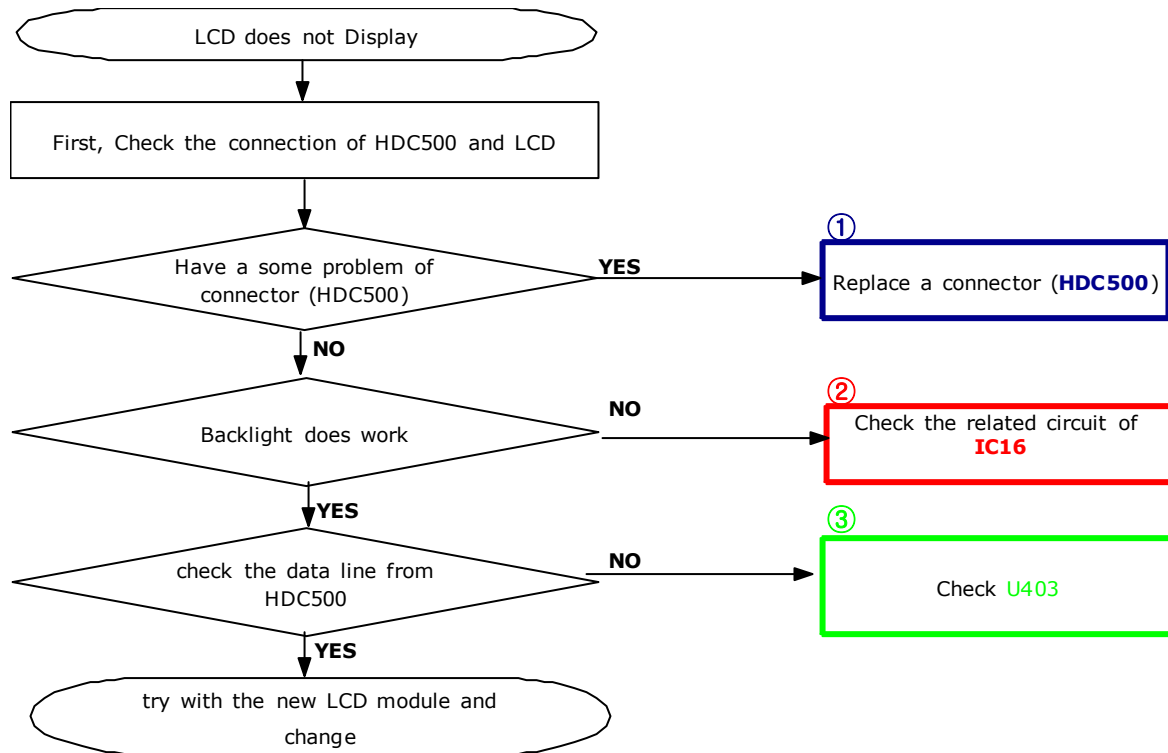 LCD does not Display
First, Check the connection of HDC500 and LCD
①
Have a some problem of
connector (HDC500)
YES
Replace a connector (HDC500)
NO
②
Backlight does work
NO
Check the related circuit of
IC16
YES
③
check the data line from
HDC500
NO
Check U403
YES
try with the new LCD module and
change